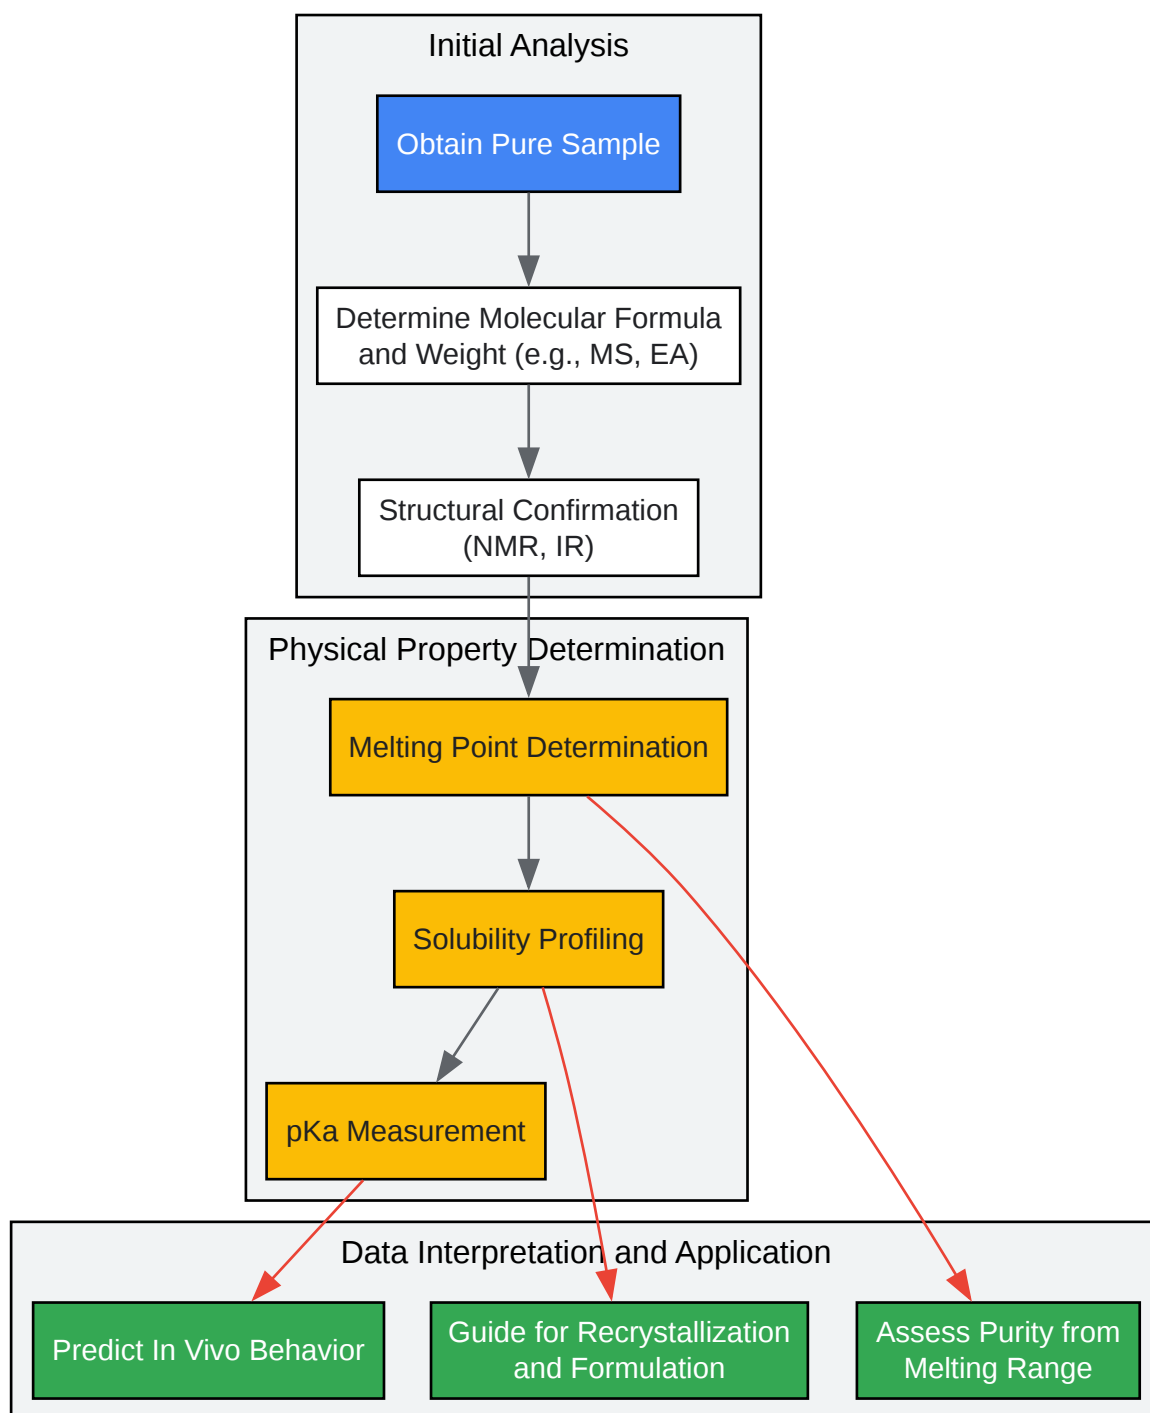 Initial Analysis
Obtain Pure Sample
Determine Molecular Formula
and Weight (e.g., MS, EA)
Structural Confirmation
(NMR, IR)
Physical Property Determination
Melting Point Determination
Solubility Profiling
pKa Measurement
Data Interpretation and Application
Predict In Vivo Behavior
Guide for Recrystallization
and Formulation
Assess Purity from
Melting Range